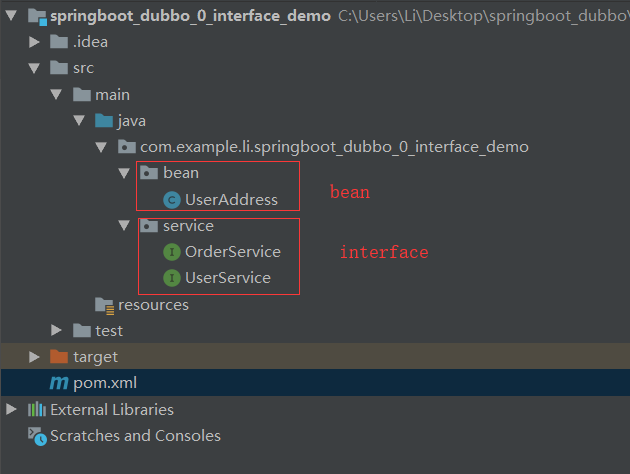 springboot_dubbo_0_interface_demo C:\Users\Li\Desktop\springboot_dubbo\
.idea
src
main
java
com.example.li.springboot_dubbo_0_interface_demo
bean
C UserAddress
bean
service
I OrderService
interface
I UserService
resources
test
target
m pom.xml
External Libraries
Scratches and Consoles